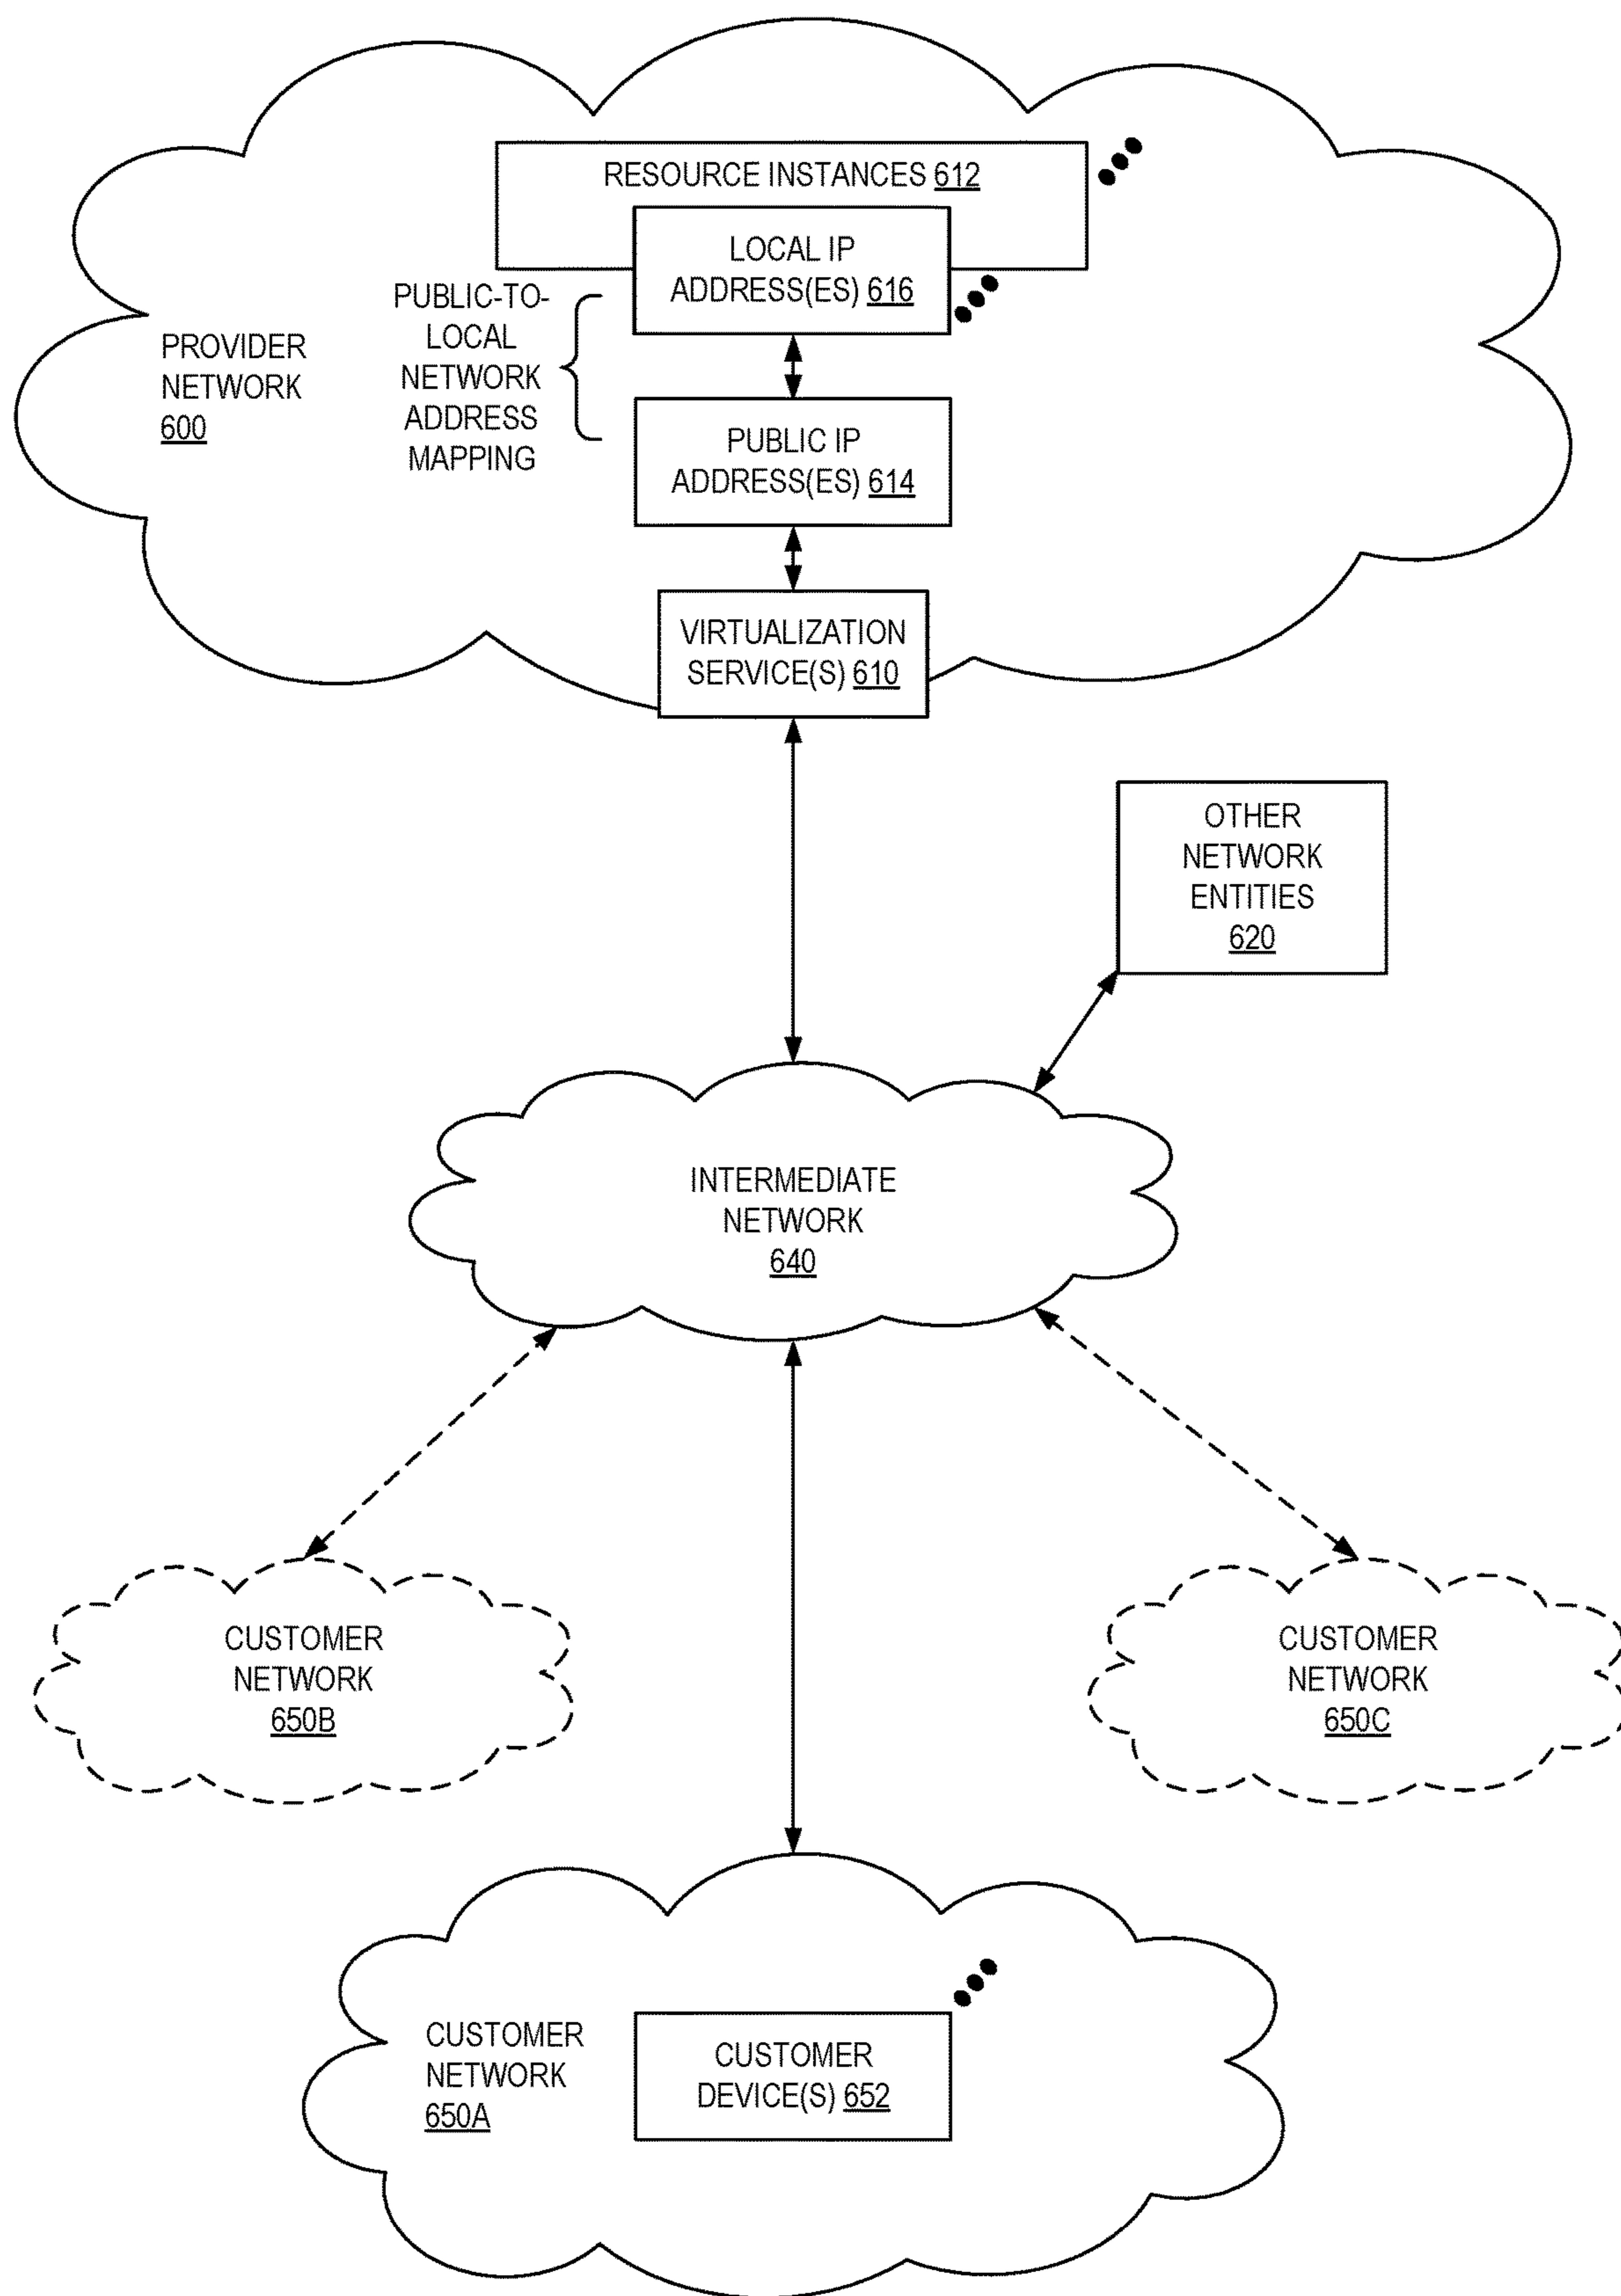 RESOURCE INSTANCES 612
LOCAL IP
ADDRESS(ES) 616
PUBLIC-TO-
LOCAL
NETWORK
ADDRESS
MAPPING
PROVIDER
NETWORK
600
PUBLIC IP
ADDRESS(ES) 614
VIRTUALIZATION
SERVICE(S) 610
OTHER
NETWORK
ENTITIES
620
INTERMEDIATE
NETWORK
640
CUSTOMER
NETWORK
650B
CUSTOMER
NETWORK
650C
CUSTOMER
NETWORK
650A
CUSTOMER
DEVICE(S) 652